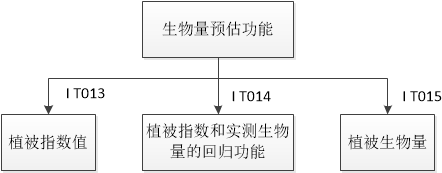 生物量预估功能
I T013
I T014
I T015
植被指数值
植被指数和实测生物
量的回归功能
植被生物量